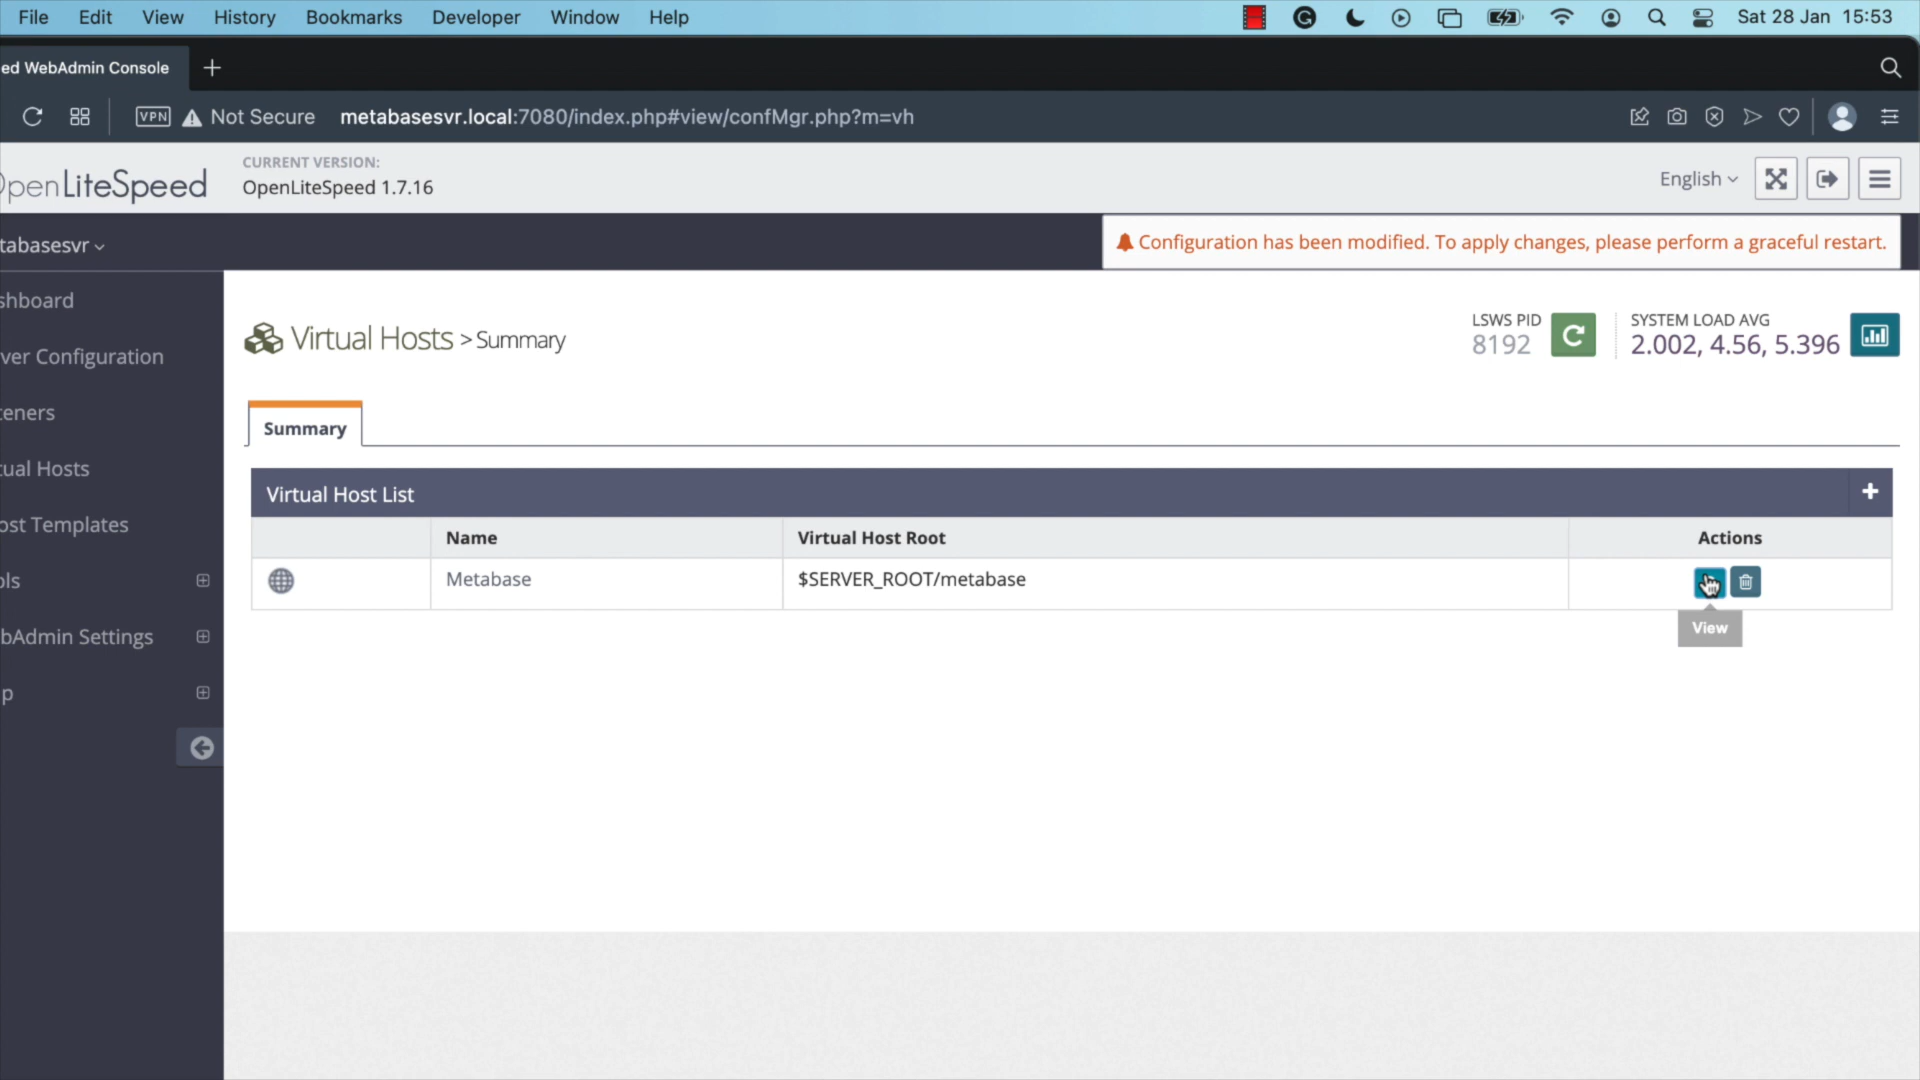 File Edit View History Bookmarks Developer Window Help Sat 28 Jan 15:53
ed WebAdmin Console
VPN Not Secure metabasesvr.local:7080/index.php#view/confMgr.php?m=vh
CURRENT VERSION:
OpenLiteSpeed
OpenLiteSpeed 1.7.16
English
tabasesvr
Configuration has been modified. To apply changes, please perform a graceful restart.
shboard
ver Configuration
teners
tual Hosts
ost Templates
ols
bAdmin Settings
p
Virtual Hosts > Summary
LSWS PID
8192
SYSTEM LOAD AVG
2.002, 4.56, 5.396
Summary
Virtual Host List
Name Virtual Host Root Actions
Metabase $SERVER_ROOT/metabase
View